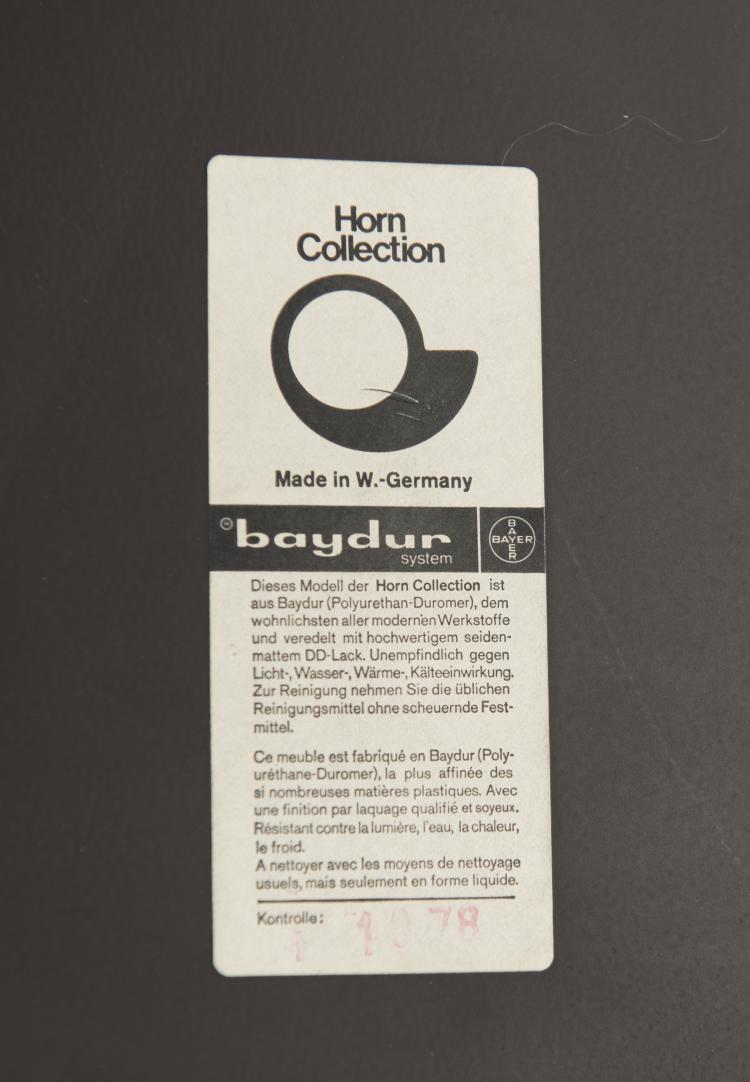 Horn
Collection
Made in W.-Germany
baydur
system
BAYER
BAYER
Dieses Modell der Horn Collection ist
aus Baydur (Polyurethan-Duromer), dem
wohnlichsten aller modernen Werkstoffe
und veredelt mit hochwertigem seiden-
mattem DD-Lack. Unempfindlich gegen
Licht-, Wasser-, Wärme-, Kälteeinwirkung.
Zur Reinigung nehmen Sie die üblichen
Reinigungsmittel ohne scheuernde Fest-
mittel.
Ce meuble est fabriqué en Baydur (Poly-
uréthane-Duromer), la plus affinée des
si nombreuses matières plastiques. Avec
une finition par laquage qualifié et soyeux.
Résistant contre la lumière, l'eau, la chaleur,
le froid.
A nettoyer avec les moyens de nettoyage
usuels, mais seulement en forme liquide.
Kontrolle:
78